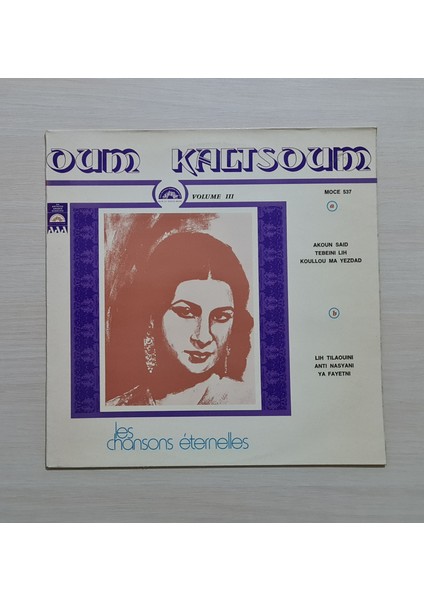 OUM KALTSOUM
VOLUME III
MOCE 537
a
AKOUN SAID
TEBEINI LIH
KOULLOU MA YEZDAD
b
LIH TILAOUINI
ANTI NASYANI
YA FAYETNI
les
chansons éternelles